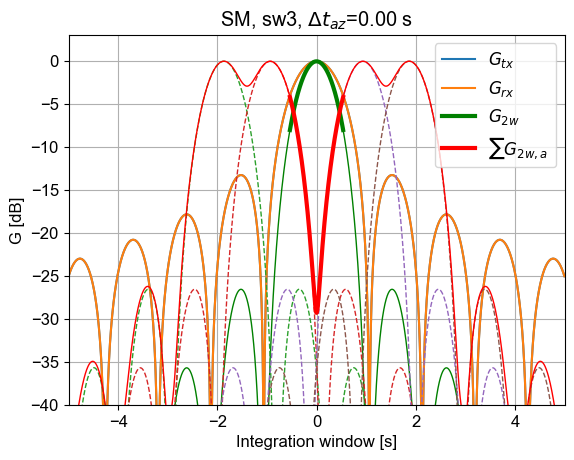 SM, sw3, Δt_az=0.00 s
G_tx
G_rx
G_2w
∑G_2w,a
G [dB]
0
−5
−10
−15
−20
−25
−30
−35
−40
−4 −2 0 2 4
Integration window [s]